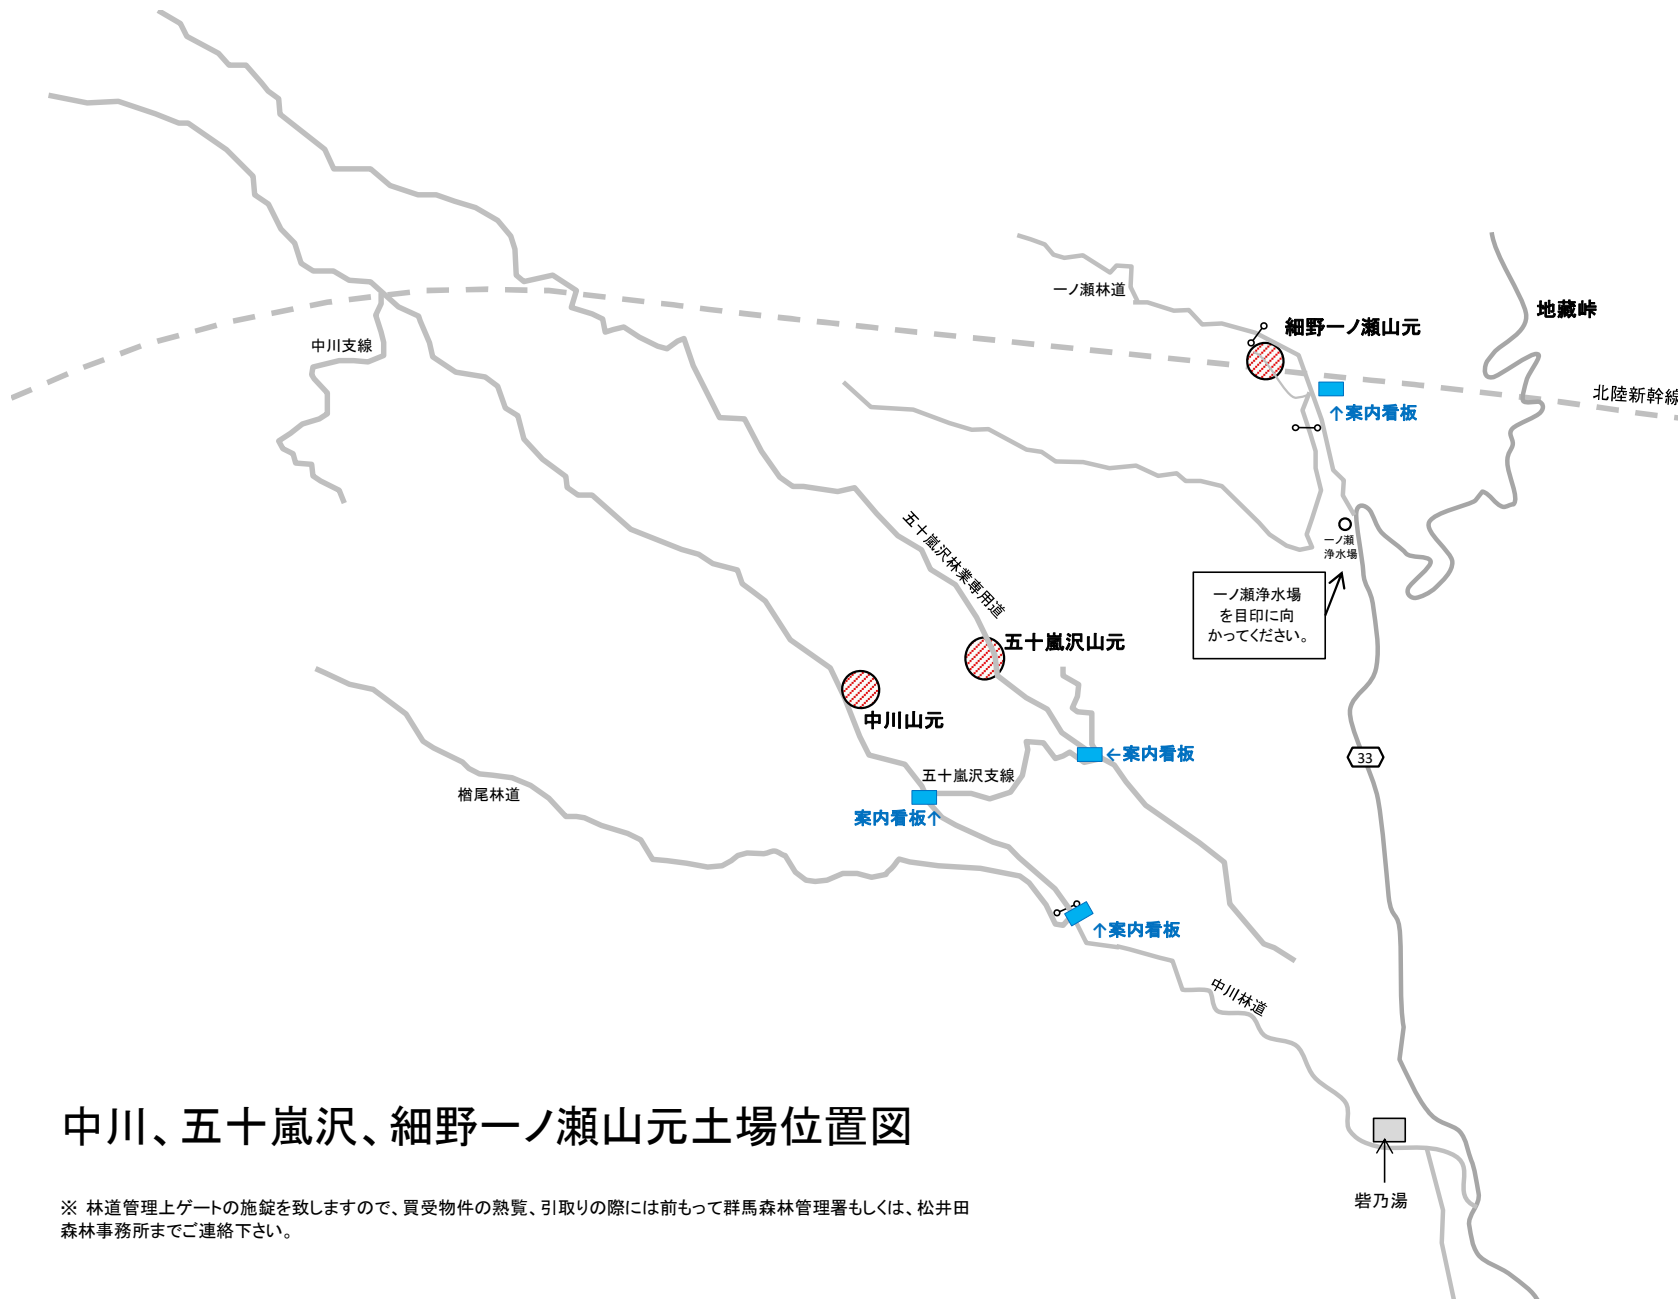 一ノ瀬林道
細野一ノ瀬山元
地蔵峠
中川支線
北陸新幹線
↑案内看板
五十嵐沢林業専用道
一ノ瀬
浄水場
一ノ瀬浄水場
を目印に向
かってください。
五十嵐沢山元
中川山元
33
←案内看板
五十嵐沢支線
楢尾林道
案内看板↑
↑案内看板
中川林道
中川、五十嵐沢、細野一ノ瀬山元土場位置図
砦乃湯
※ 林道管理上ゲートの施錠を致しますので、買受物件の熟覧、引取りの際には前もって群馬森林管理署もしくは、松井田
森林事務所までご連絡下さい。